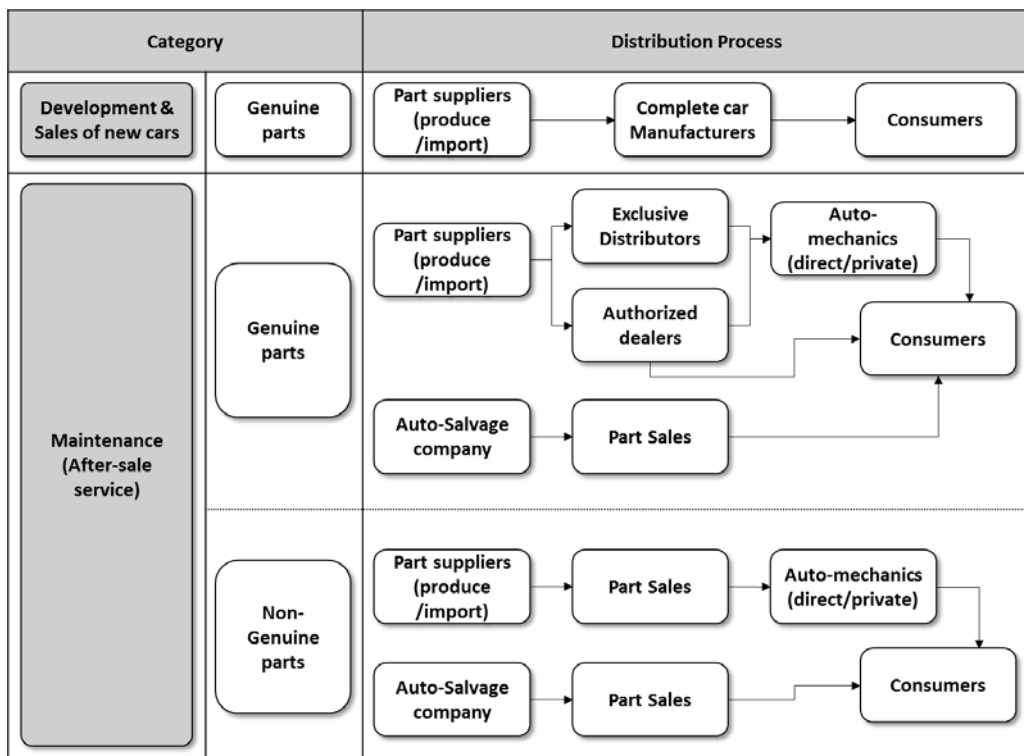 Category
Distribution Process
Development &
Sales of new cars
Genuine
parts
Part suppliers
(produce
/import)
Complete car
Manufacturers
Consumers
Maintenance
(After-sale
service)
Genuine
parts
Part suppliers
(produce
/import)
Exclusive
Distributors
Authorized
dealers
Auto-
mechanics
(direct/private)
Consumers
Auto-Salvage
company
Part Sales
Non-
Genuine
parts
Part suppliers
(produce
/import)
Part Sales
Auto-mechanics
(direct/private)
Auto-Salvage
company
Part Sales
Consumers